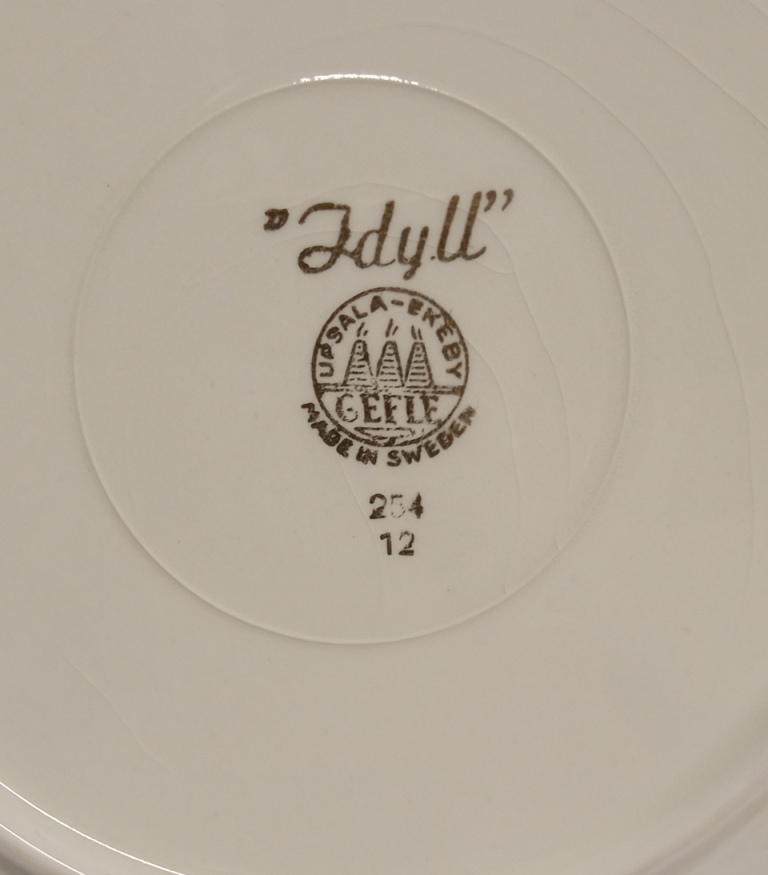 "Idyll"
UPSALA-EKEBY
GEFLE
MADE IN SWEDEN
254
12